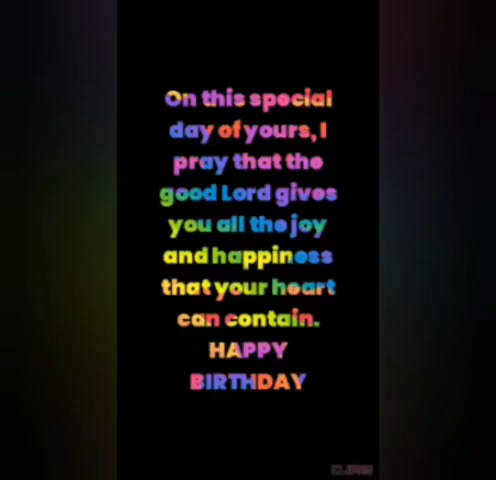 On this special
day of yours, I
pray that the
good Lord gives
you all the joy
and happiness
that your heart
can contain.
HAPPY
BIRTHDAY